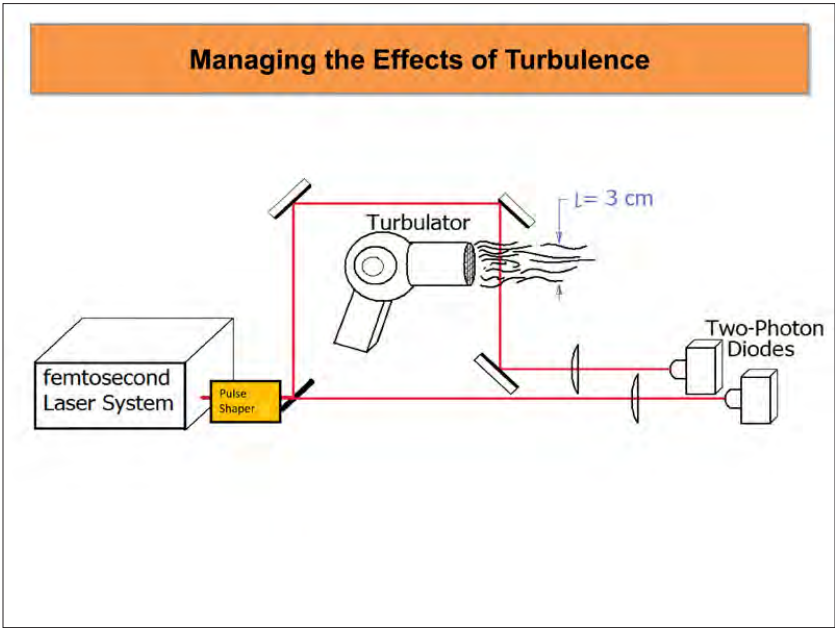 Managing the Effects of Turbulence
L= 3 cm
Turbulator
Two-Photon
Diodes
femtosecond
Laser System
Pulse
Shaper